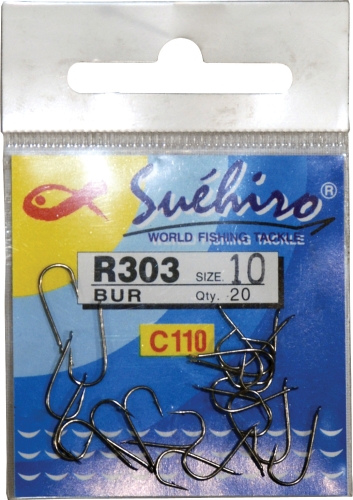 Suéhiro®
WORLD FISHING TACKLE
R303 SIZE. 10
BUR Qty. 20
C110